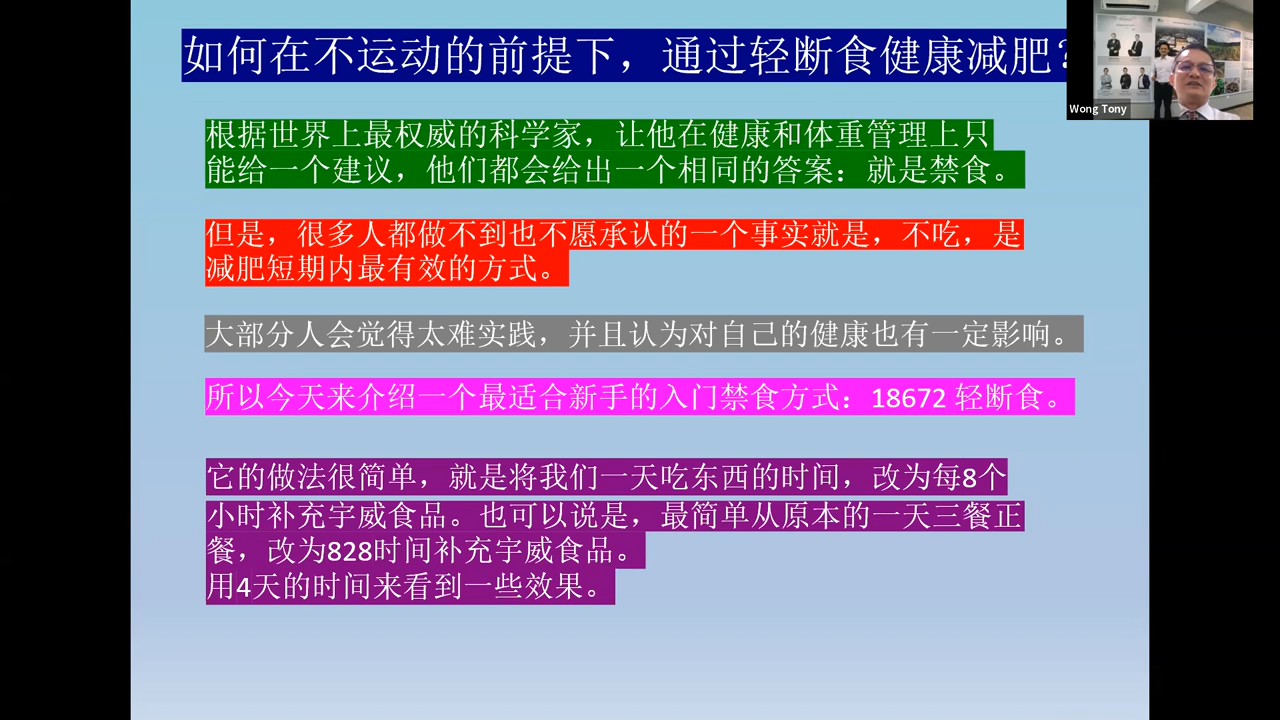 如何在不运动的前提下，通过轻断食健康减肥?
Wong Tony
根据世界上最权威的科学家，让他在健康和体重管理上只
能给一个建议，他们都会给出一个相同的答案：就是禁食。
但是，很多人都做不到也不愿承认的一个事实就是，不吃，是
减肥短期内最有效的方式。
大部分人会觉得太难实践，并且认为对自己的健康也有一定影响。
所以今天来介绍一个最适合新手的入门禁食方式：18672 轻断食。
它的做法很简单，就是将我们一天吃东西的时间，改为每8个
小时补充宇威食品。也可以说是，最简单从原本的一天三餐正
餐，改为828时间补充宇威食品。
用4天的时间来看到一些效果。